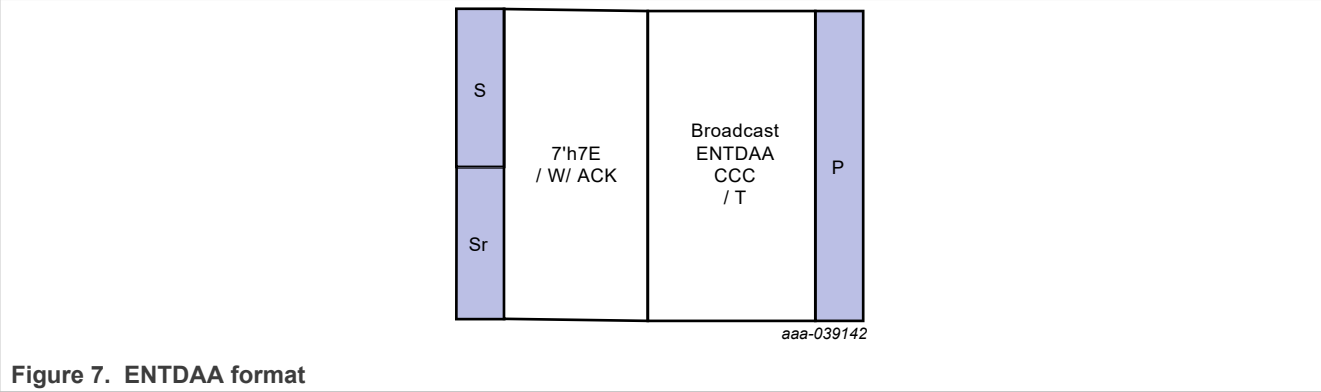 S
Sr
7'h7E
/ W/ ACK
Broadcast
ENTDAA
CCC
/ T
P
aaa-039142
Figure 7. ENTDAA format